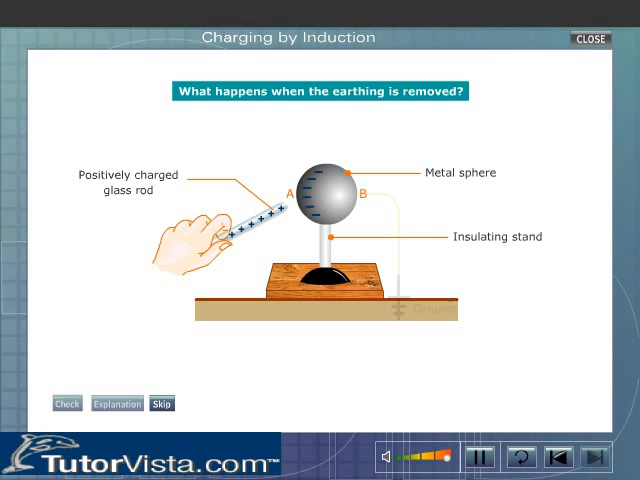 Charging by Induction
CLOSE
What happens when the earthing is removed?
Positively charged
glass rod
A
B
Metal sphere
Insulating stand
Ground
Check
Explanation
Skip
TutorVista.com™